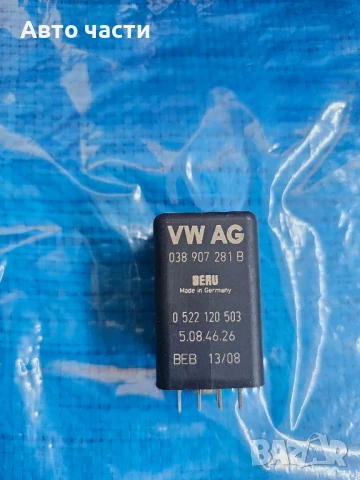 Авто части
VW AG
038 907 281 B
BERU
Made in Germany
0 522 120 503
5.08.46.26
BEB 13/08
BAZAR